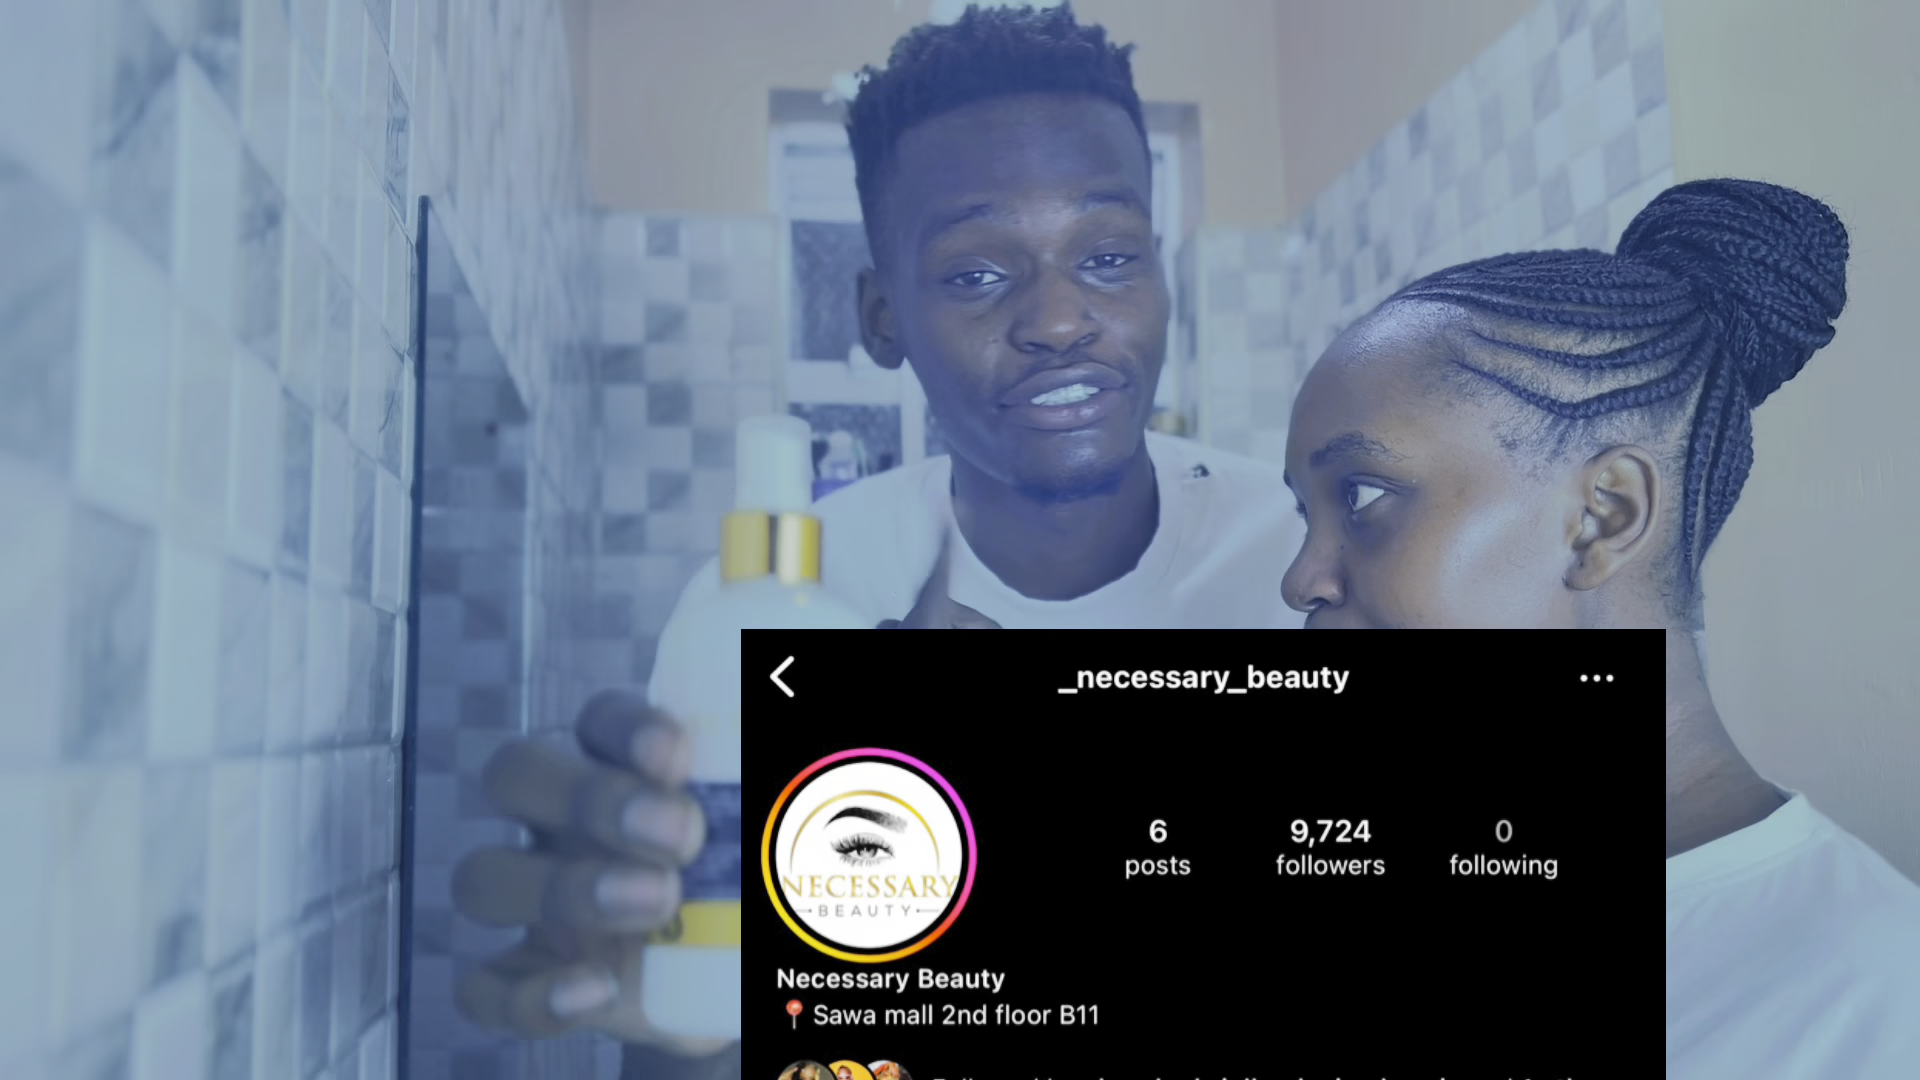 _necessary_beauty
6
9,724
0
posts
followers
following
NECESSARY
BEAUTY
Necessary Beauty
Sawa mall 2nd floor B11